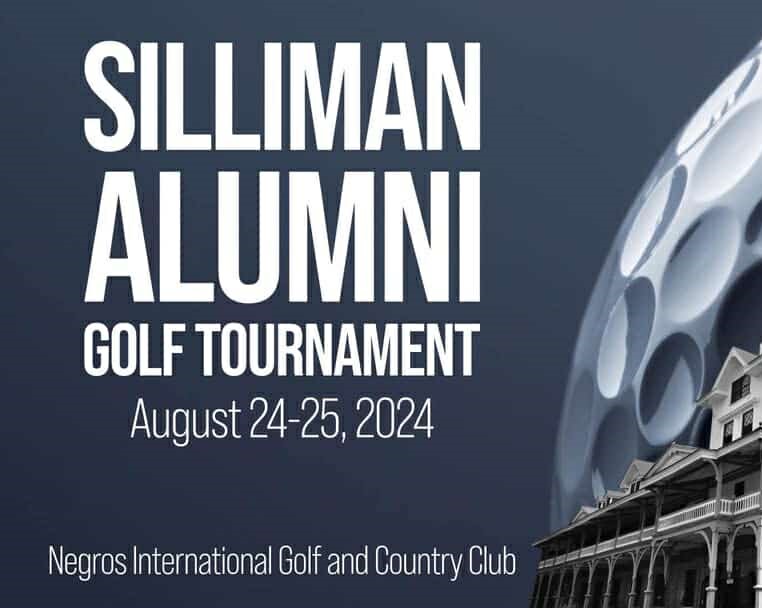 SILLIMAN
ALUMNI
GOLF TOURNAMENT
August 24-25, 2024
Negros International Golf and Country Club